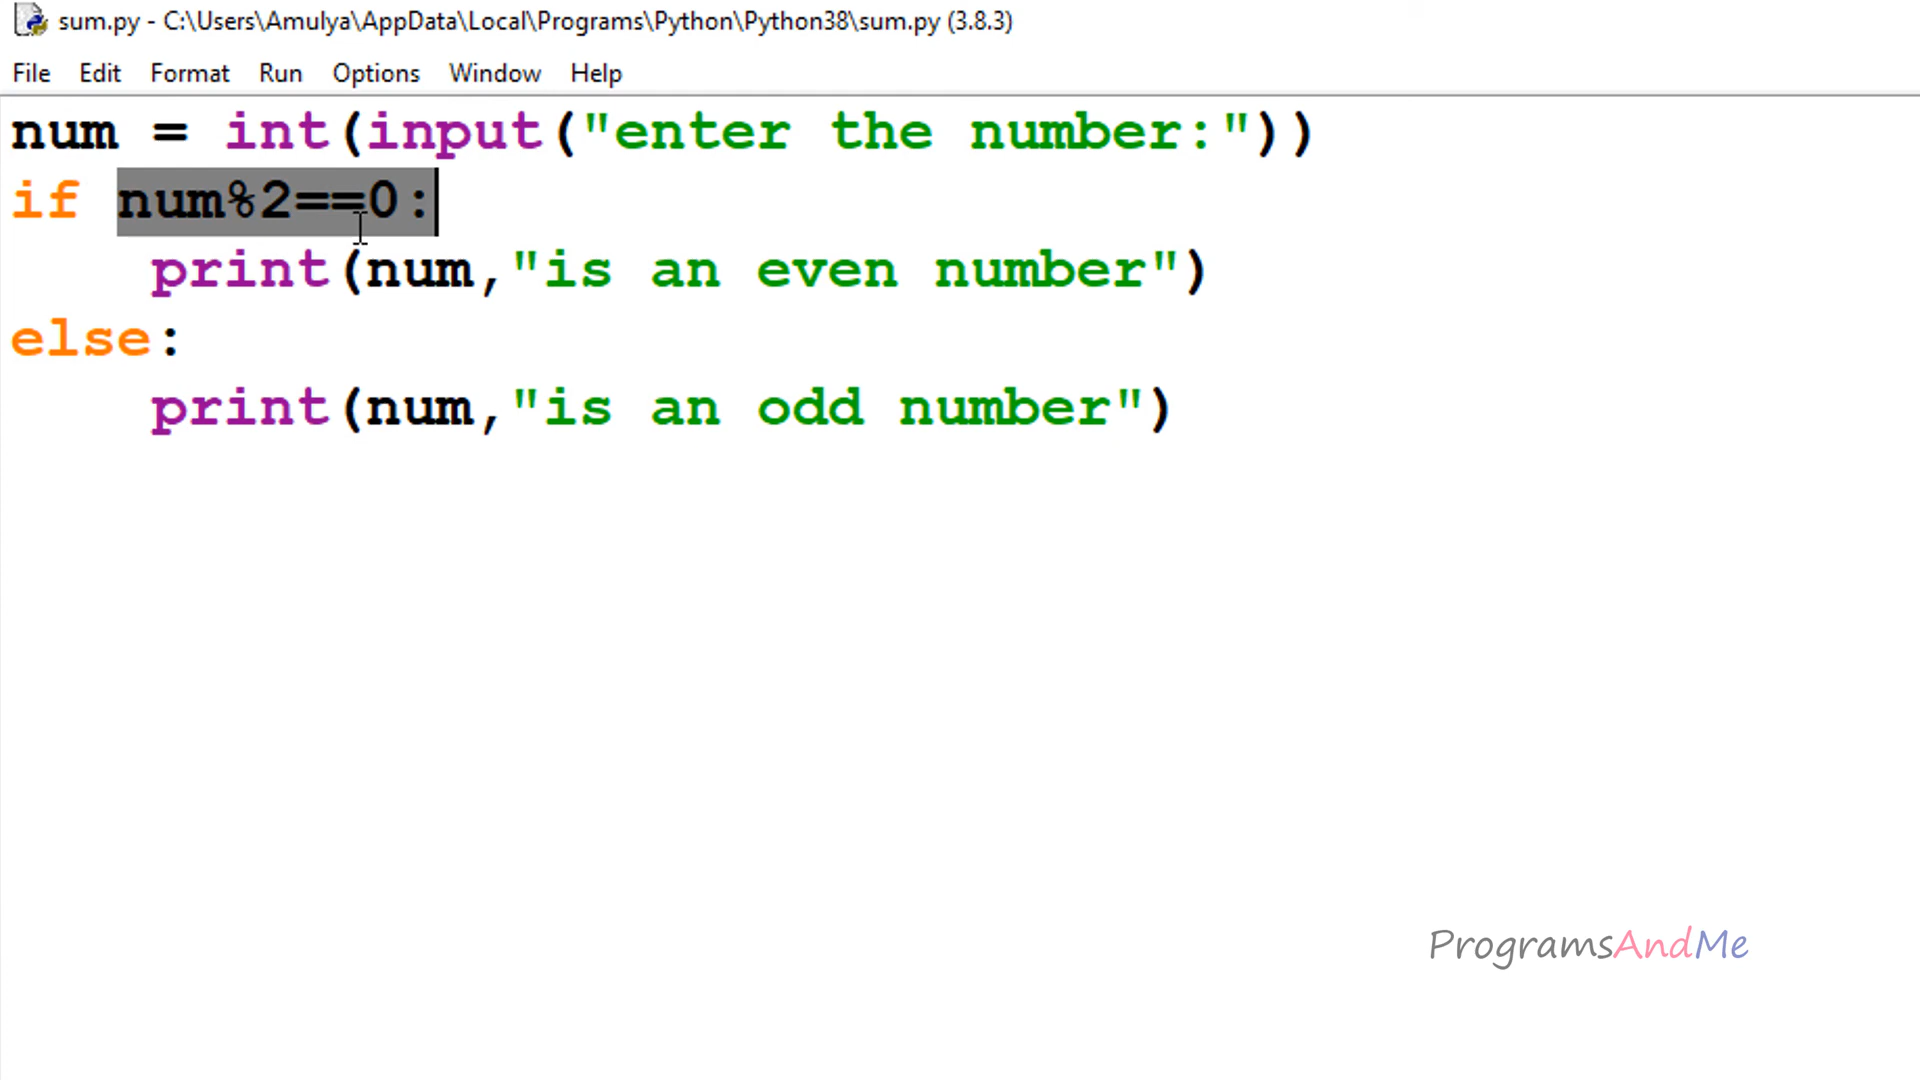 sum.py - C:\Users\Amulya\AppData\Local\Programs\Python\Python38\sum.py (3.8.3)
File Edit Format Run Options Window Help
num = int(input("enter the number:"))
if num%2==0:
    print(num,"is an even number")
else:
    print(num,"is an odd number")
ProgramsAndMe